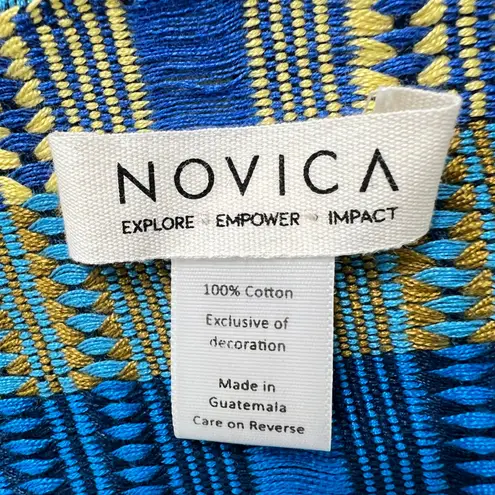 NOVICA
EXPLORE • EMPOWER • IMPACT
100% Cotton
Exclusive of
decoration
Made in
Guatemala
Care on Reverse